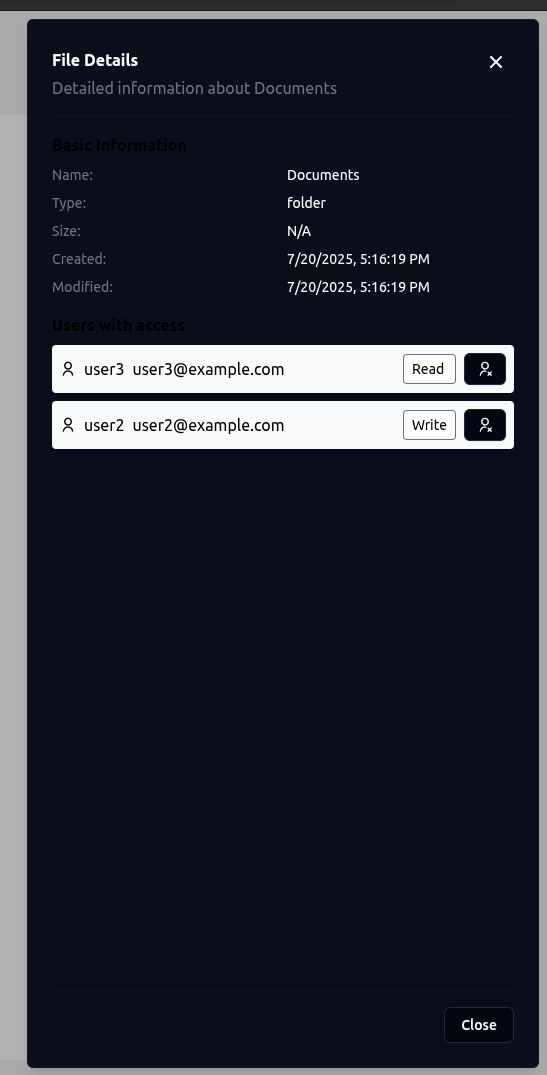 File Details
Detailed information about Documents
Basic Information
Name: Documents
Type: folder
Size: N/A
Created: 7/20/2025, 5:16:19 PM
Modified: 7/20/2025, 5:16:19 PM
Users with access
user3 user3@example.com Read
user2 user2@example.com Write
Close